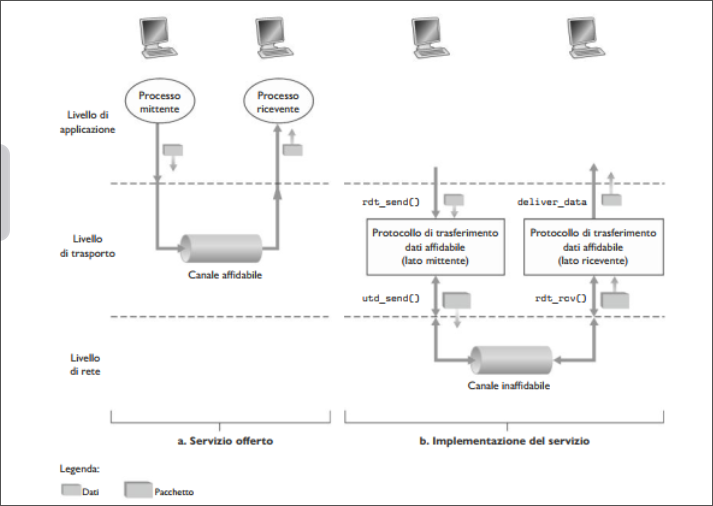 Processo
mittente
Processo
ricevente
Livello di
applicazione
rdt_send()
deliver_data
Livello
di trasporto
Canale affidabile
Protocollo di trasferimento
dati affidabile
(lato mittente)
Protocollo di trasferimento
dati affidabile
(lato ricevente)
utd_send()
rdt_rcv()
Livello
di rete
Canale inaffidabile
a. Servizio offerto
b. Implementazione del servizio
Legenda:
Dati
Pacchetto